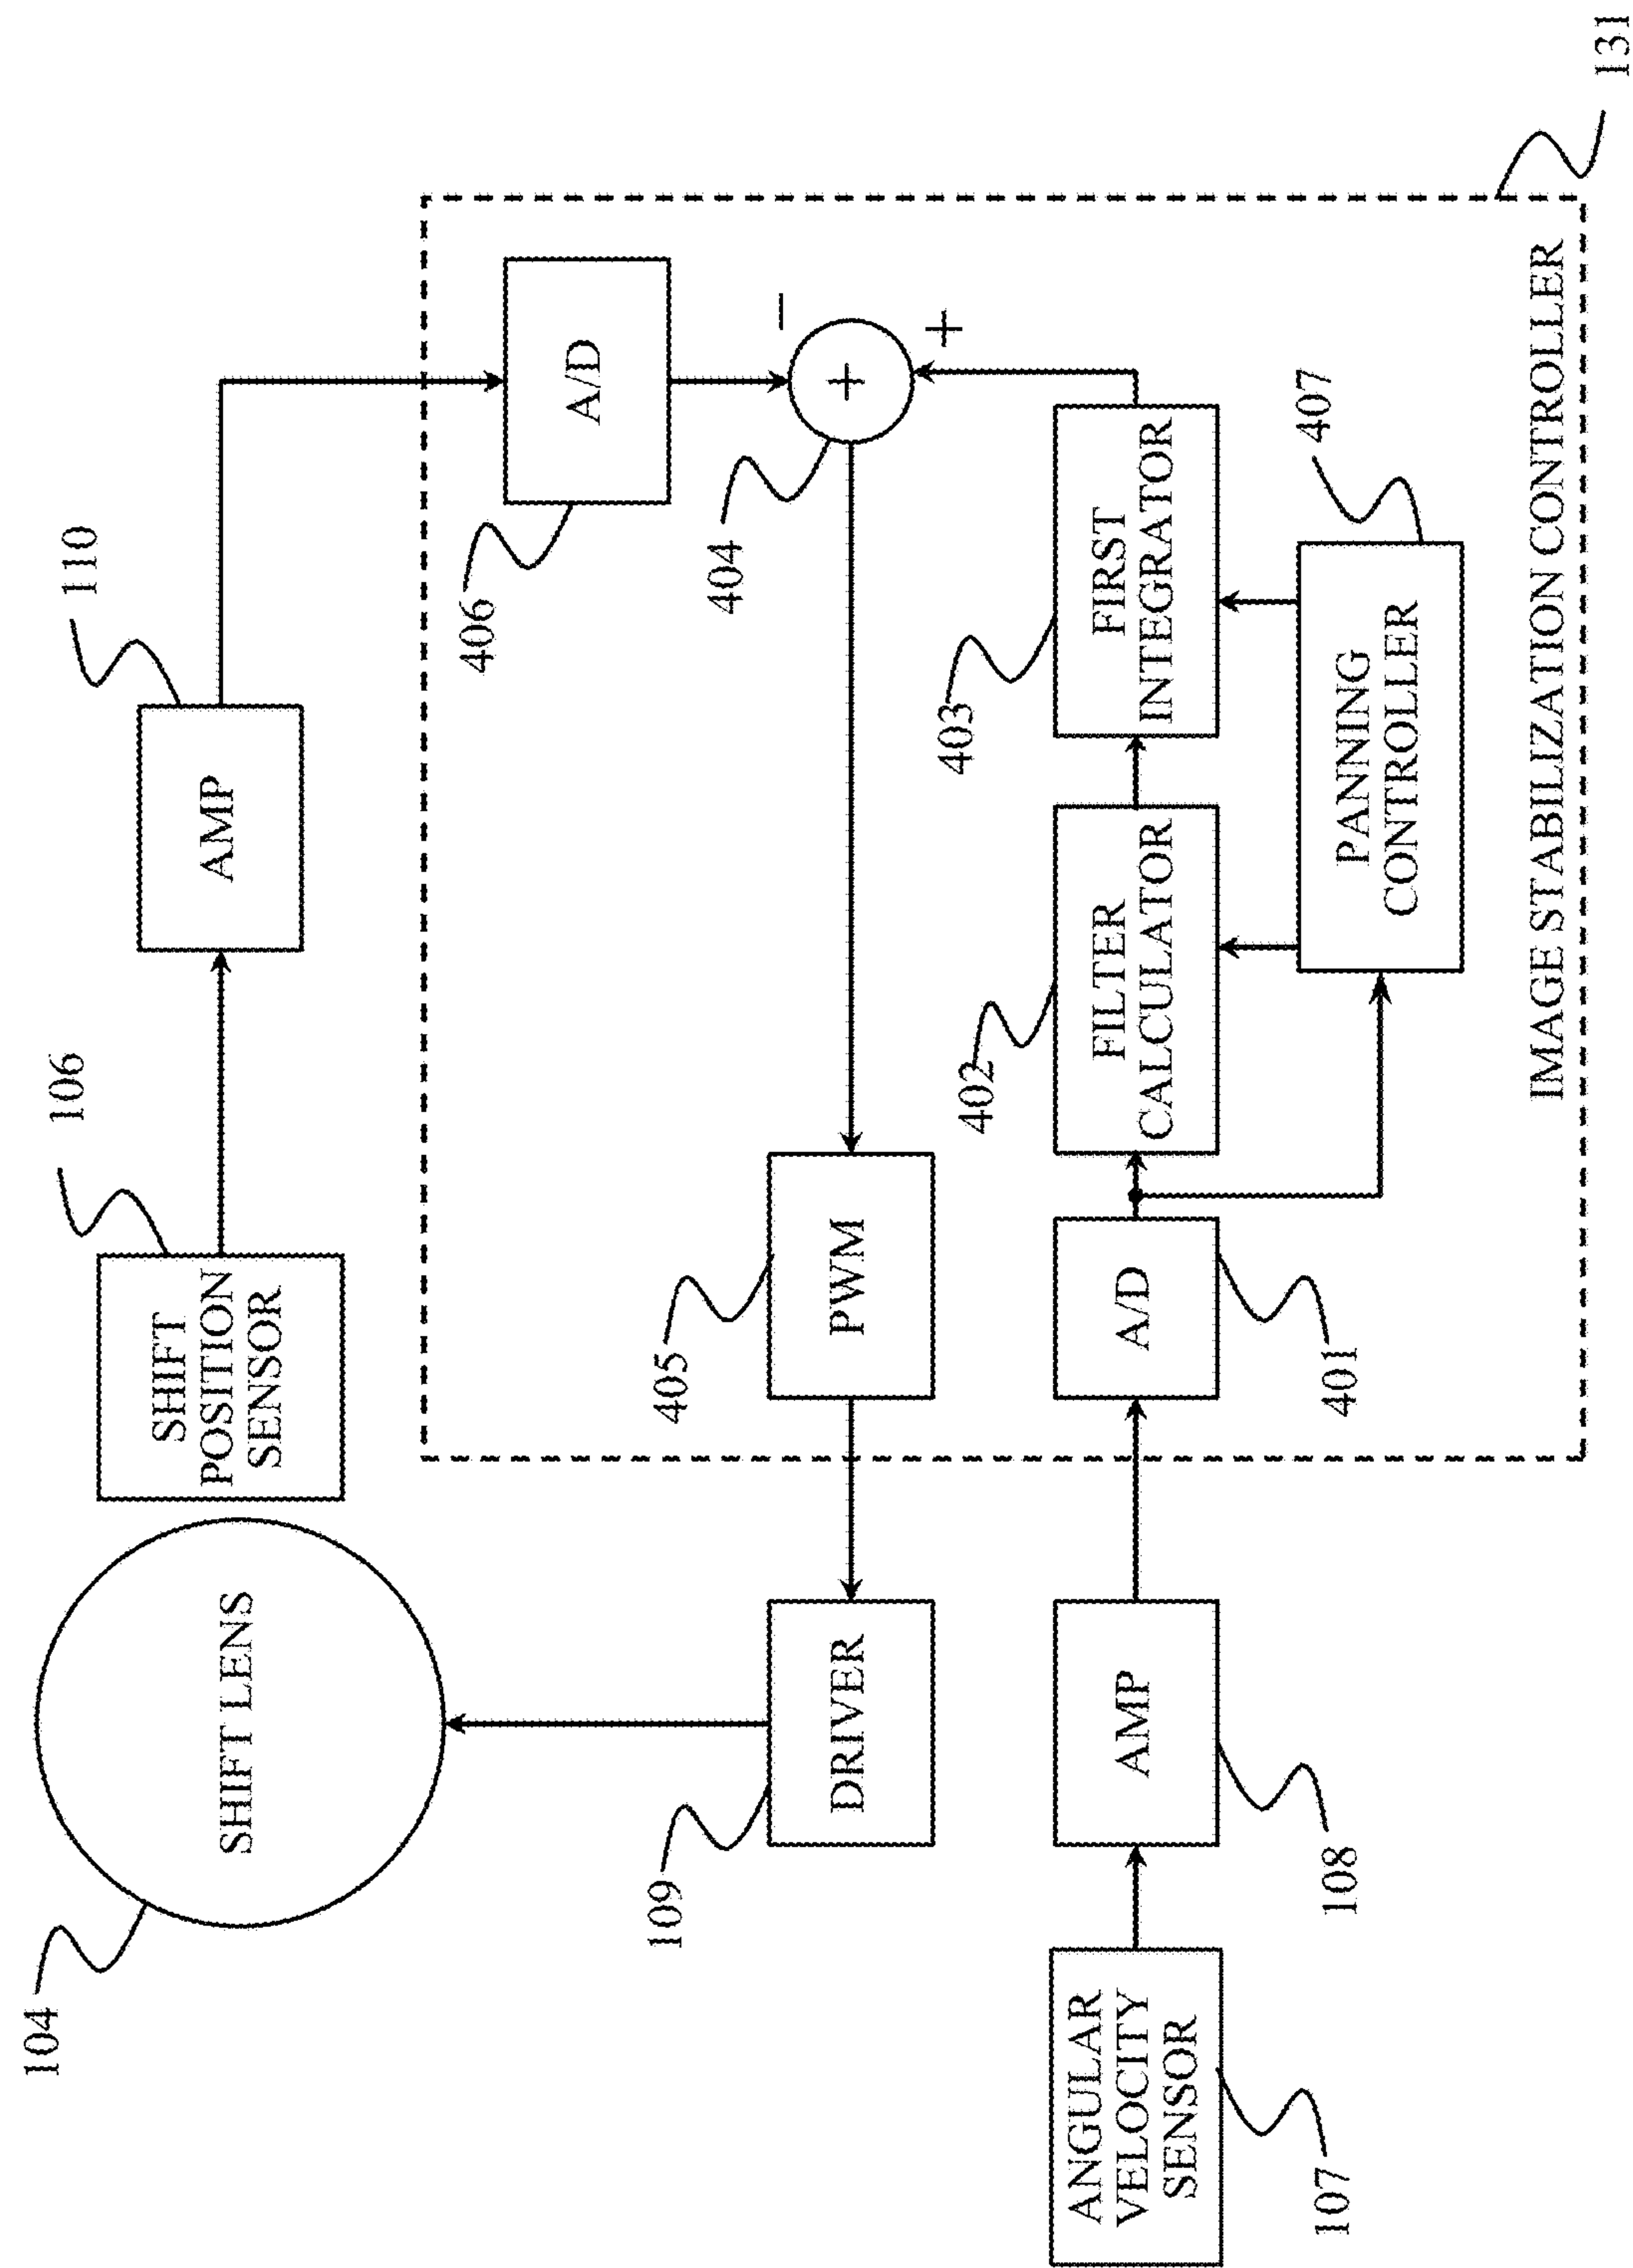 104
SHIFT LENS
106
SHIFT
POSITION
SENSOR
110
AMP
406
A/D
404
+
−
+
109
DRIVER
405
PWM
107
ANGULAR
VELOCITY
SENSOR
108
AMP
401
A/D
402
FILTER
CALCULATOR
403
FIRST
INTEGRATOR
407
PANNING
CONTROLLER
IMAGE STABILIZATION CONTROLLER
131